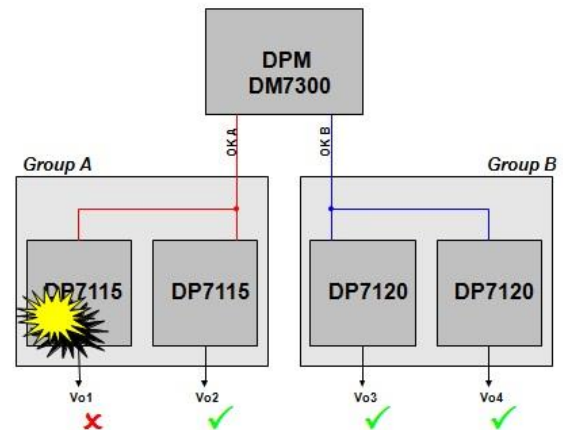 DPM
DM7300
OK A
OK B
Group A
Group B
DP7115
DP7115
DP7120
DP7120
Vo1
Vo2
Vo3
Vo4